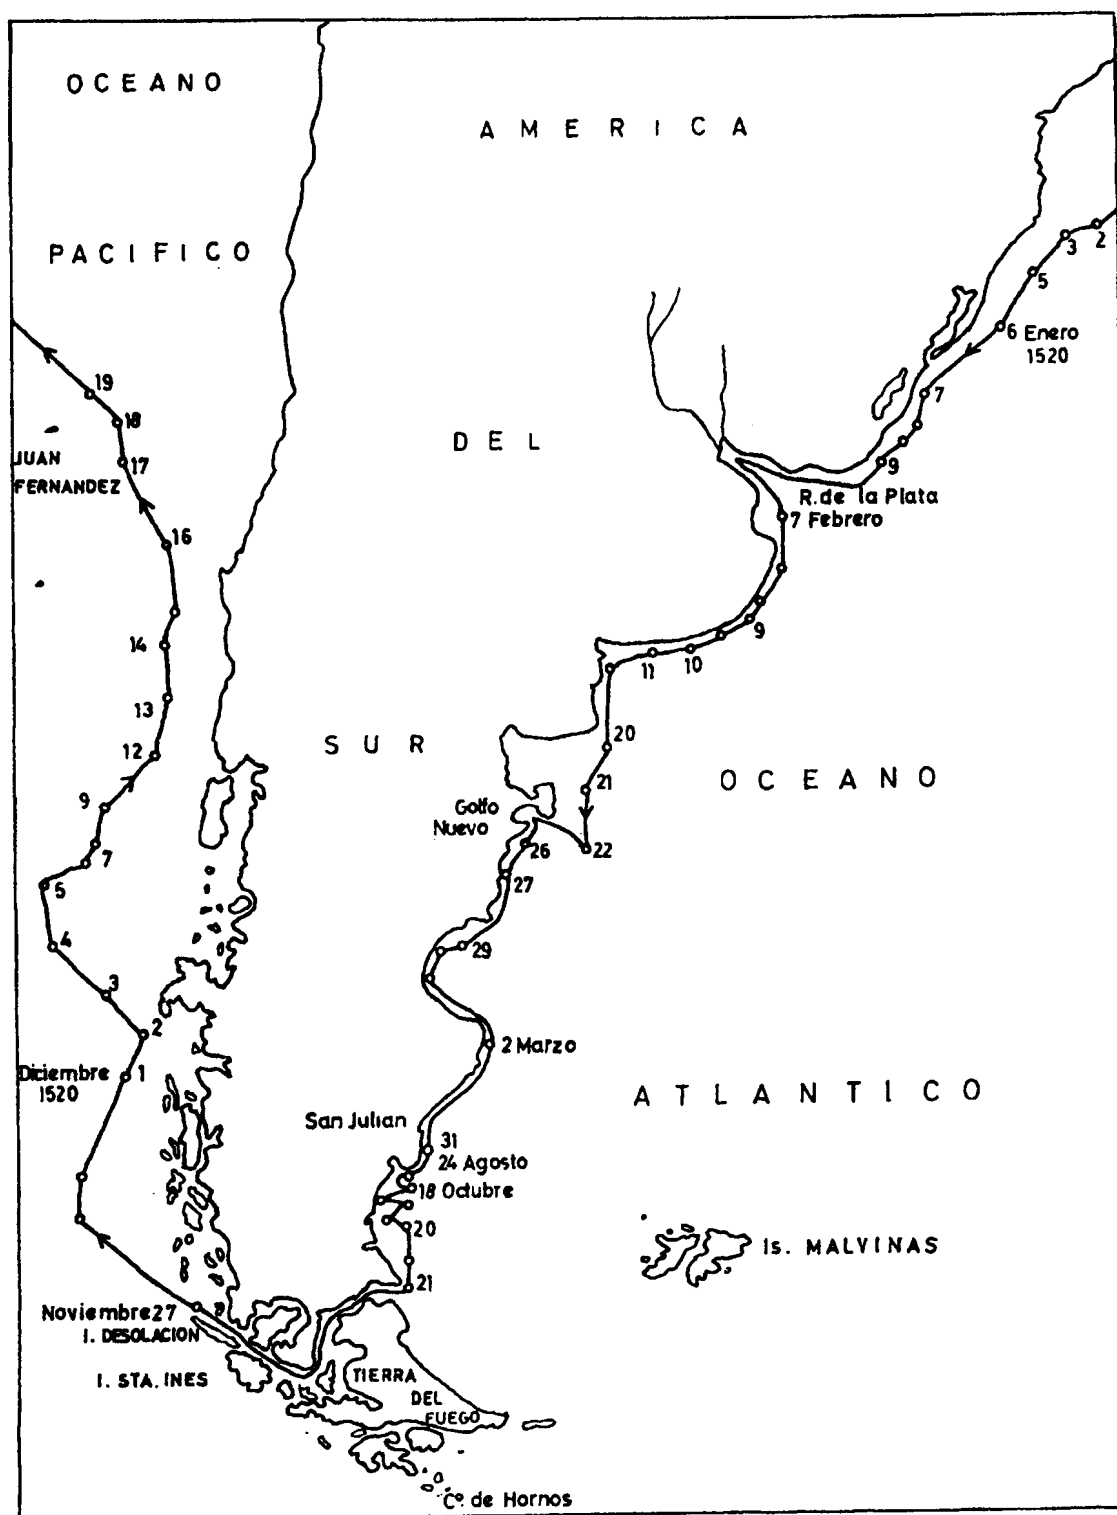 OCEANO
PACIFICO
AMERICA
DEL
SUR
OCEANO
ATLANTICO
2
3
5
6 Enero
1520
7
9
R. de la Plata
7 Febrero
9
10
11
20
21
22
Golfo
Nuevo
26
27
29
2 Marzo
San Julian
31
24 Agosto
18 Octubre
20
21
Is. MALVINAS
TIERRA
DEL
FUEGO
Cº. de Hornos
I. STA. INES
I. DESOLACION
Noviembre 27
Diciembre
1520
1
2
3
4
5
7
9
12
13
14
16
17
18
19
JUAN
FERNANDEZ